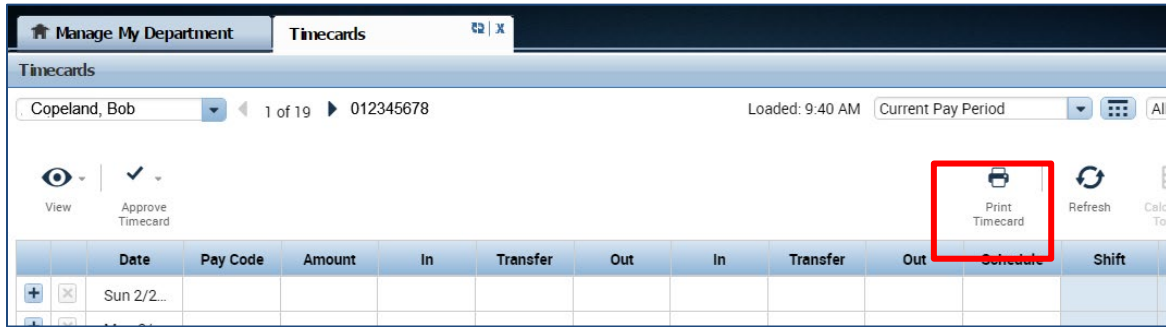 Manage My Department Timecards X
Timecards
Copeland, Bob 1 of 19 012345678 Loaded: 9:40 AM Current Pay Period
View Approve Timecard Print Timecard Refresh
Date Pay Code Amount In Transfer Out In Transfer Out Schedule Shift
Sun 2/2...